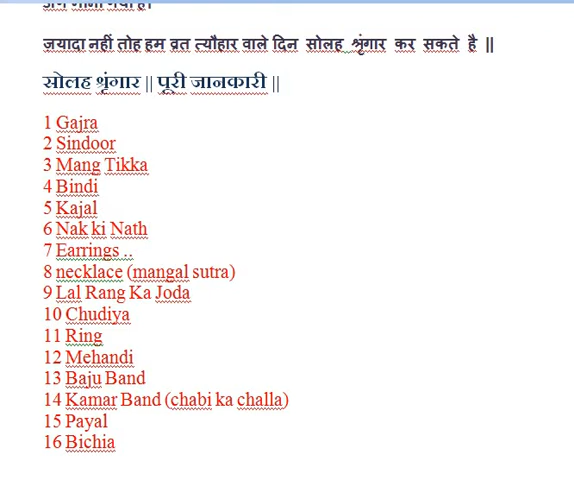 जयादा नहीं तोह हम व्रत त्यौहार वाले दिन सोलह श्रृंगार कर सकते है ||
सोलह श्रृंगार || पूरी जानकारी ||
1 Gajra
2 Sindoor
3 Mang Tikka
4 Bindi
5 Kajal
6 Nak ki Nath
7 Earrings ..
8 necklace (mangal sutra)
9 Lal Rang Ka Joda
10 Chudiya
11 Ring
12 Mehandi
13 Baju Band
14 Kamar Band (chabi ka challa)
15 Payal
16 Bichia